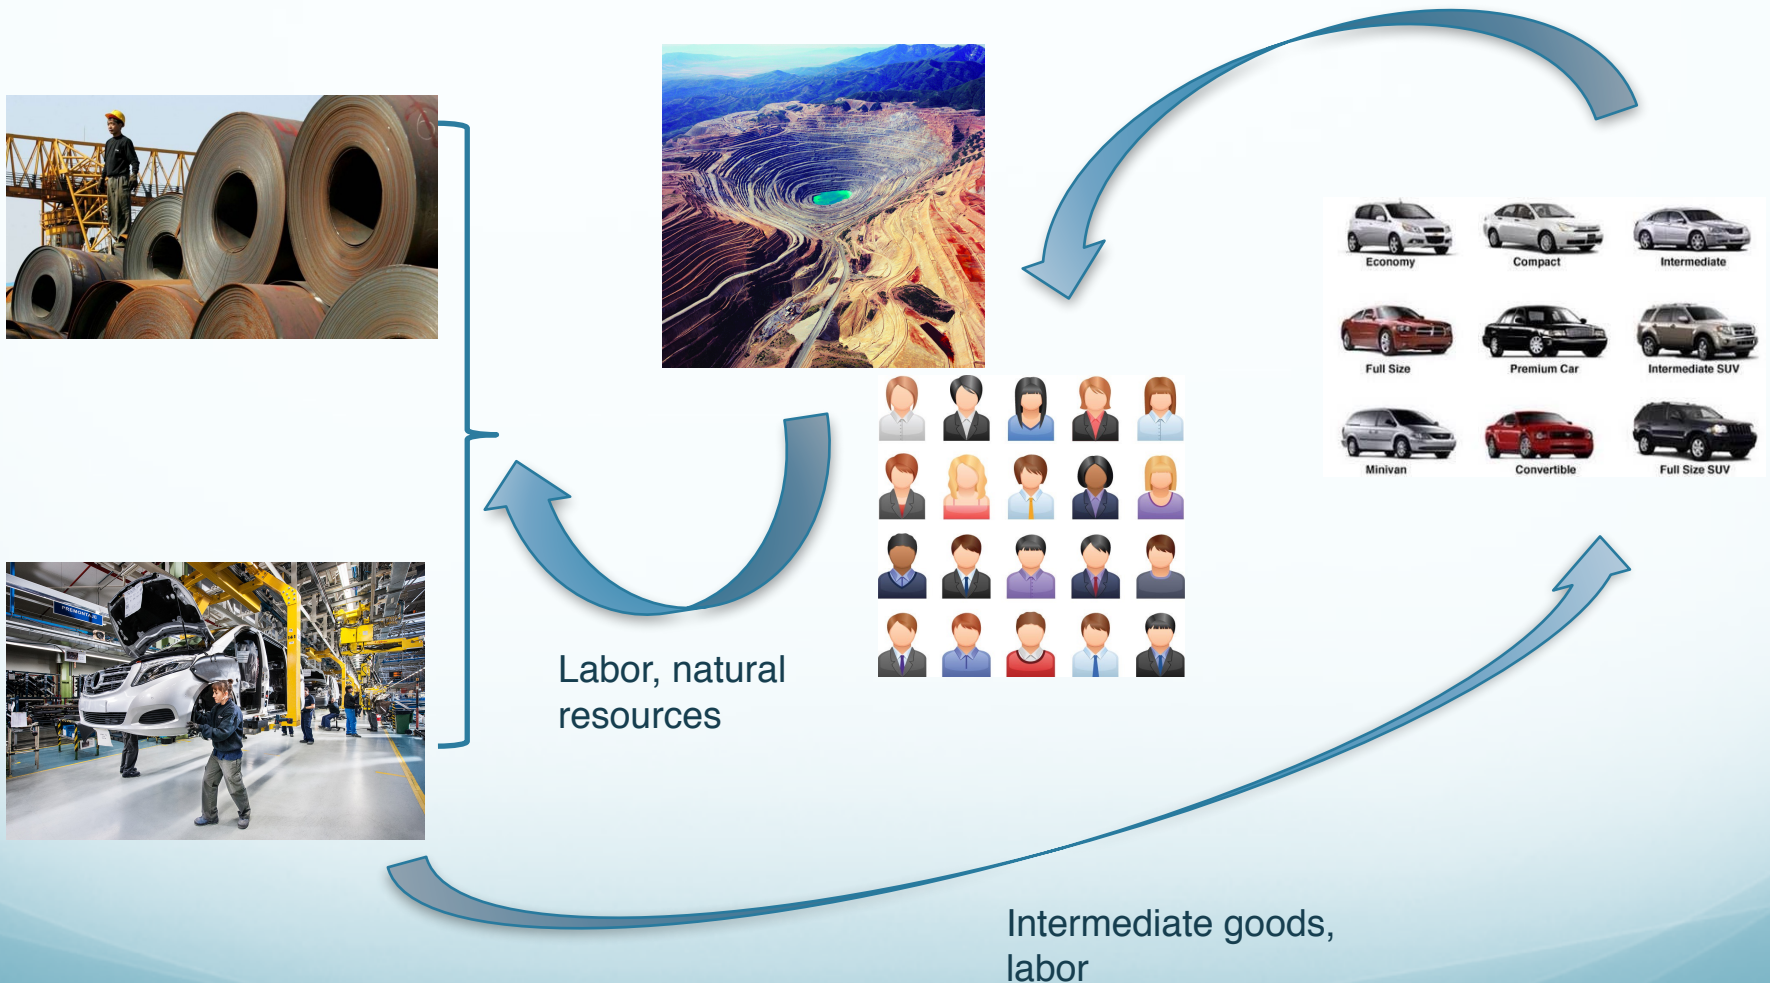 Economy
Compact
Intermediate
Full Size
Premium Car
Intermediate SUV
Minivan
Convertible
Full Size SUV
PREMONTAJE
Labor, natural
resources
Intermediate goods,
labor